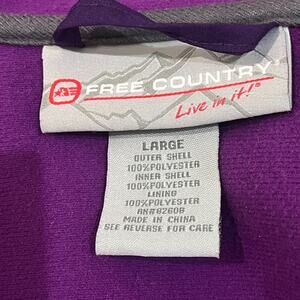 FREE COUNTRY®
Live in it!®
LARGE
OUTER SHELL
100%POLYESTER
INNER SHELL
100%POLYESTER
LINING
100%POLYESTER
RN#82608
MADE IN CHINA
SEE REVERSE FOR CARE